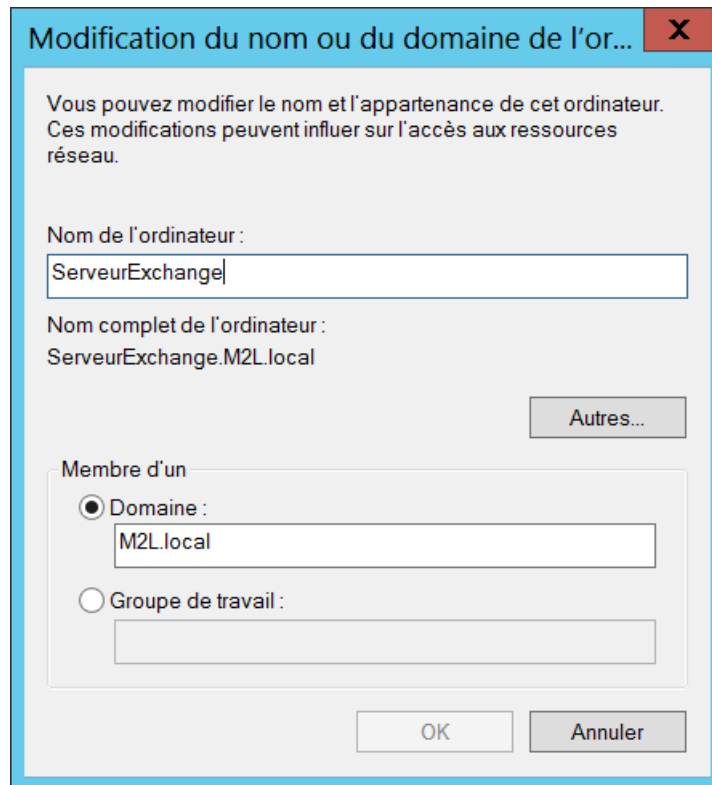 Modification du nom ou du domaine de l'or...
X
Vous pouvez modifier le nom et l'appartenance de cet ordinateur.
Ces modifications peuvent influer sur l'accès aux ressources
réseau.
Nom de l'ordinateur :
ServeurExchange
Nom complet de l'ordinateur :
ServeurExchange.M2L.local
Autres...
Membre d'un
Domaine :
M2L.local
Groupe de travail :
OK
Annuler